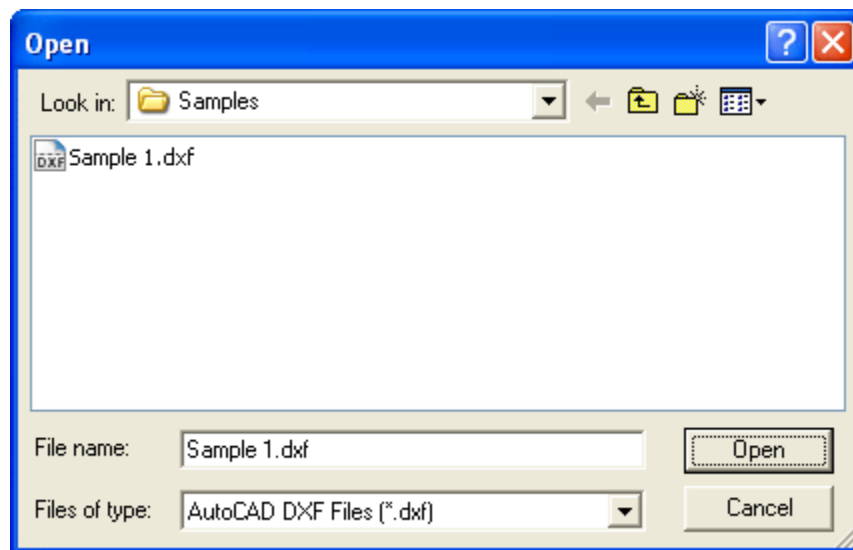 Open
Look in: Samples
DXF Sample 1.dxf
File name: Sample 1.dxf Open
Files of type: AutoCAD DXF Files (*.dxf) Cancel